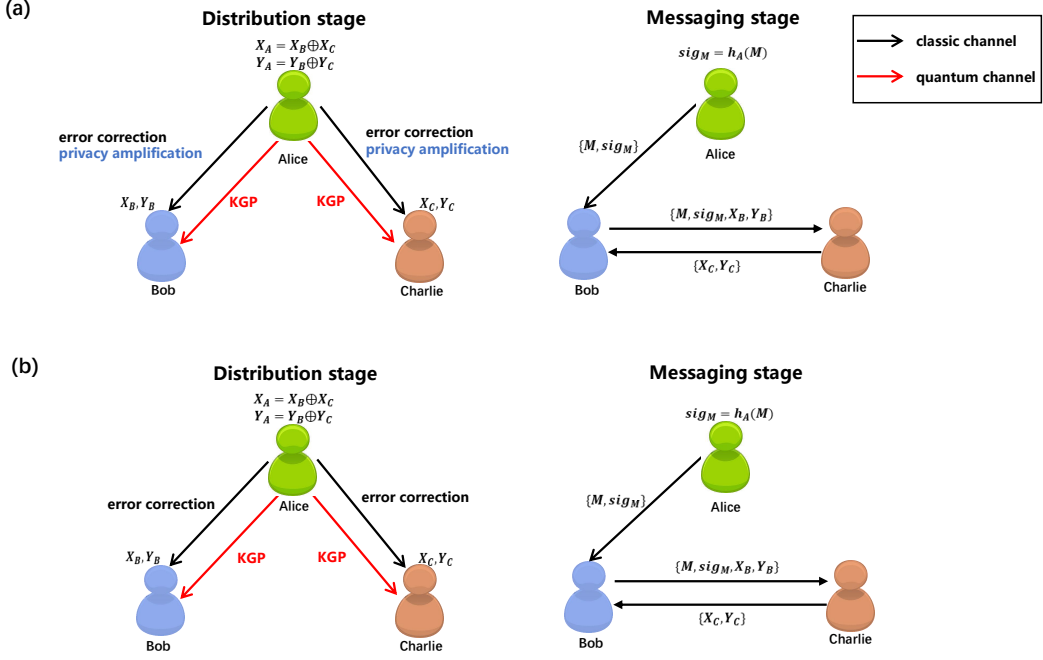 (a)
Distribution stage
X_A = X_B⊕X_C
Y_A = Y_B⊕Y_C
error correction
privacy amplification
error correction
privacy amplification
Alice
X_B,Y_B
KGP
KGP
X_C,Y_C
Bob
Charlie
Messaging stage
sig_M = h_A(M)
Alice
{M, sig_M}
{M, sig_M, X_B, Y_B}
{X_C, Y_C}
Bob
Charlie
classic channel
quantum channel
(b)
Distribution stage
X_A = X_B⊕X_C
Y_A = Y_B⊕Y_C
error correction
error correction
Alice
X_B,Y_B
KGP
KGP
X_C,Y_C
Bob
Charlie
Messaging stage
sig_M = h_A(M)
Alice
{M, sig_M}
{M, sig_M, X_B, Y_B}
{X_C, Y_C}
Bob
Charlie